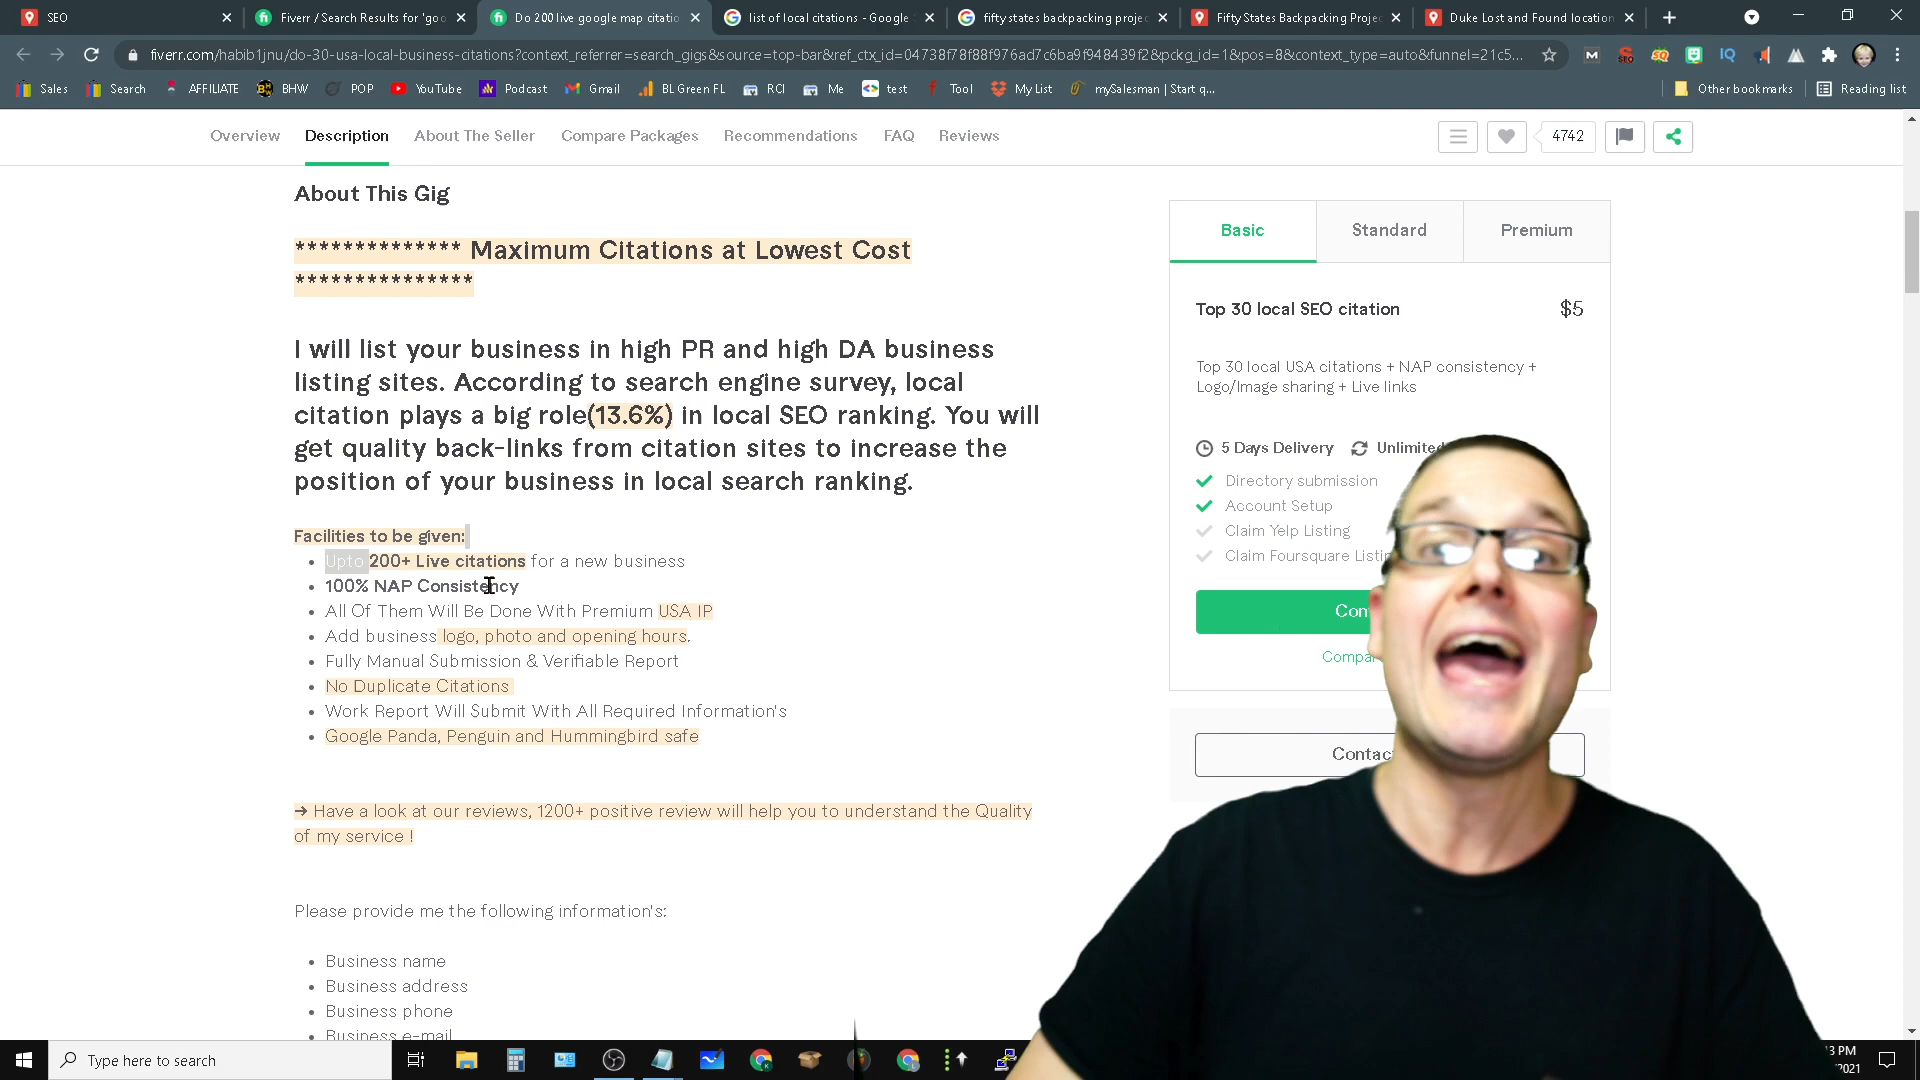 SEO
Fiverr / Search Results for 'goo
Do 200 live google map citatio
list of local citations - Google
fifty states backpacking projec
Fifty States Backpacking Projec
Duke Lost and Found location
fiverr.com/habib1jnu/do-30-usa-local-business-citations?context_referrer=search_gigs&source=top-bar&ref_ctx_id=04738f78f88f976ad7c6ba9f948439f2&pckg_id=1&pos=8&context_type=auto&funnel=21c5...
Sales
Search
AFFILIATE
BHW
POP
YouTube
Podcast
Gmail
BL Green FL
RCI
Me
test
Tool
My List
mySalesman | Start q...
Other bookmarks
Reading list
Overview
Description
About The Seller
Compare Packages
Recommendations
FAQ
Reviews
4742
About This Gig
************** Maximum Citations at Lowest Cost
***************
I will list your business in high PR and high DA business
listing sites. According to search engine survey, local
citation plays a big role(13.6%) in local SEO ranking. You will
get quality back-links from citation sites to increase the
position of your business in local search ranking.
Facilities to be given:
• Upto 200+ Live citations for a new business
• 100% NAP Consistency
• All Of Them Will Be Done With Premium USA IP
• Add business logo, photo and opening hours.
• Fully Manual Submission & Verifiable Report
• No Duplicate Citations
• Work Report Will Submit With All Required Information's
• Google Panda, Penguin and Hummingbird safe
→ Have a look at our reviews, 1200+ positive review will help you to understand the Quality
of my service !
Please provide me the following information's:
• Business name
• Business address
• Business phone
• Business e-mail
Basic
Standard
Premium
Top 30 local SEO citation
$5
Top 30 local USA citations + NAP consistency +
Logo/Image sharing + Live links
5 Days Delivery
Unlimited
Directory submission
Account Setup
Claim Yelp Listing
Claim Foursquare Listin
Con
Compa
Contac
Type here to search
3 PM
2021